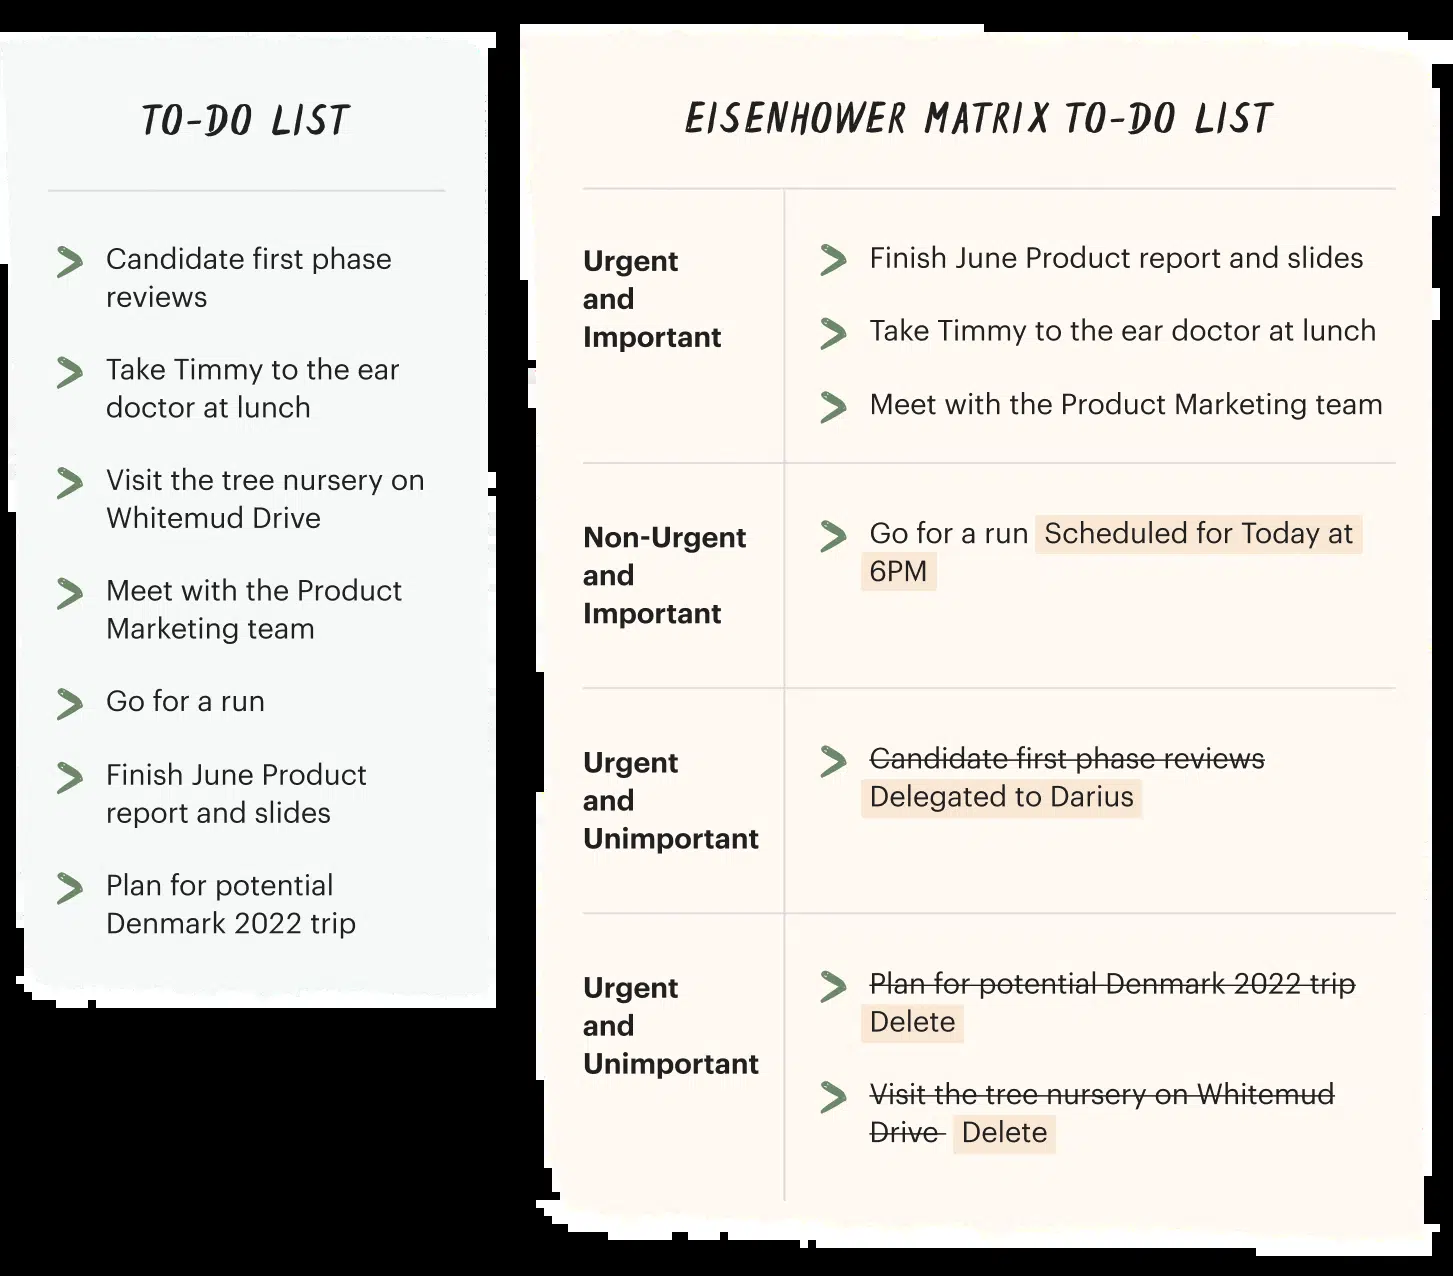 TO-DO LIST
Candidate first phase
reviews
Take Timmy to the ear
doctor at lunch
Visit the tree nursery on
Whitemud Drive
Meet with the Product
Marketing team
Go for a run
Finish June Product
report and slides
Plan for potential
Denmark 2022 trip
EISENHOWER MATRIX TO-DO LIST
Urgent
and
Important
Finish June Product report and slides
Take Timmy to the ear doctor at lunch
Meet with the Product Marketing team
Non-Urgent
and
Important
Go for a run Scheduled for Today at
6PM
Urgent
and
Unimportant
Candidate first phase reviews
Delegated to Darius
Urgent
and
Unimportant
Plan for potential Denmark 2022 trip
Delete
Visit the tree nursery on Whitemud
Drive Delete